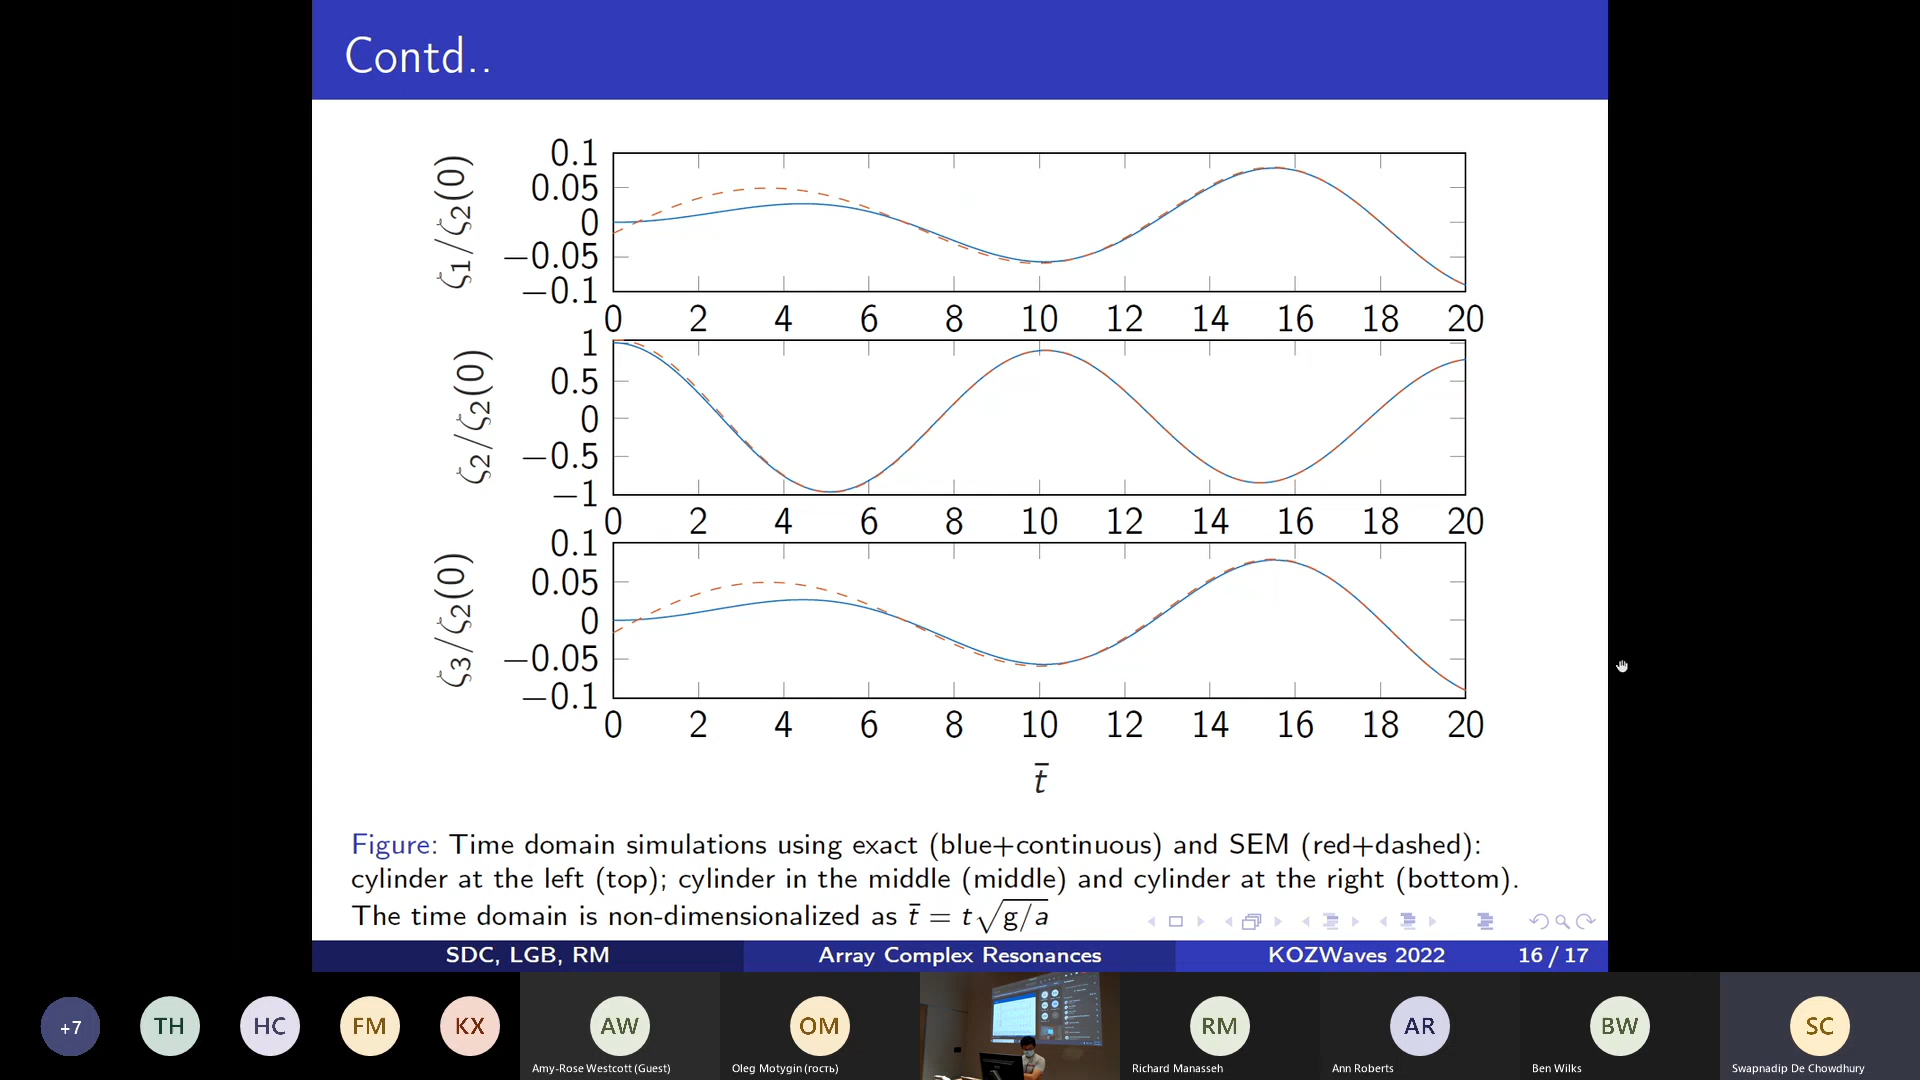 Contd..
ζ1/ζ2(0)
0.1
0.05
0
−0.05
−0.1
0 2 4 6 8 10 12 14 16 18 20
ζ2/ζ2(0)
1
0.5
0
−0.5
−1
0 2 4 6 8 10 12 14 16 18 20
ζ3/ζ2(0)
0.1
0.05
0
−0.05
−0.1
0 2 4 6 8 10 12 14 16 18 20
t̄
Figure: Time domain simulations using exact (blue+continuous) and SEM (red+dashed):
cylinder at the left (top); cylinder in the middle (middle) and cylinder at the right (bottom).
The time domain is non-dimensionalized as t̄ = t√g/a
SDC, LGB, RM Array Complex Resonances KOZWaves 2022 16 / 17
+7 TH HC FM KX AW OM RM AR BW SC
Amy-Rose Westcott (Guest) Oleg Motygin (гость) Richard Manasseh Ann Roberts Ben Wilks Swapnadip De Chowdhury